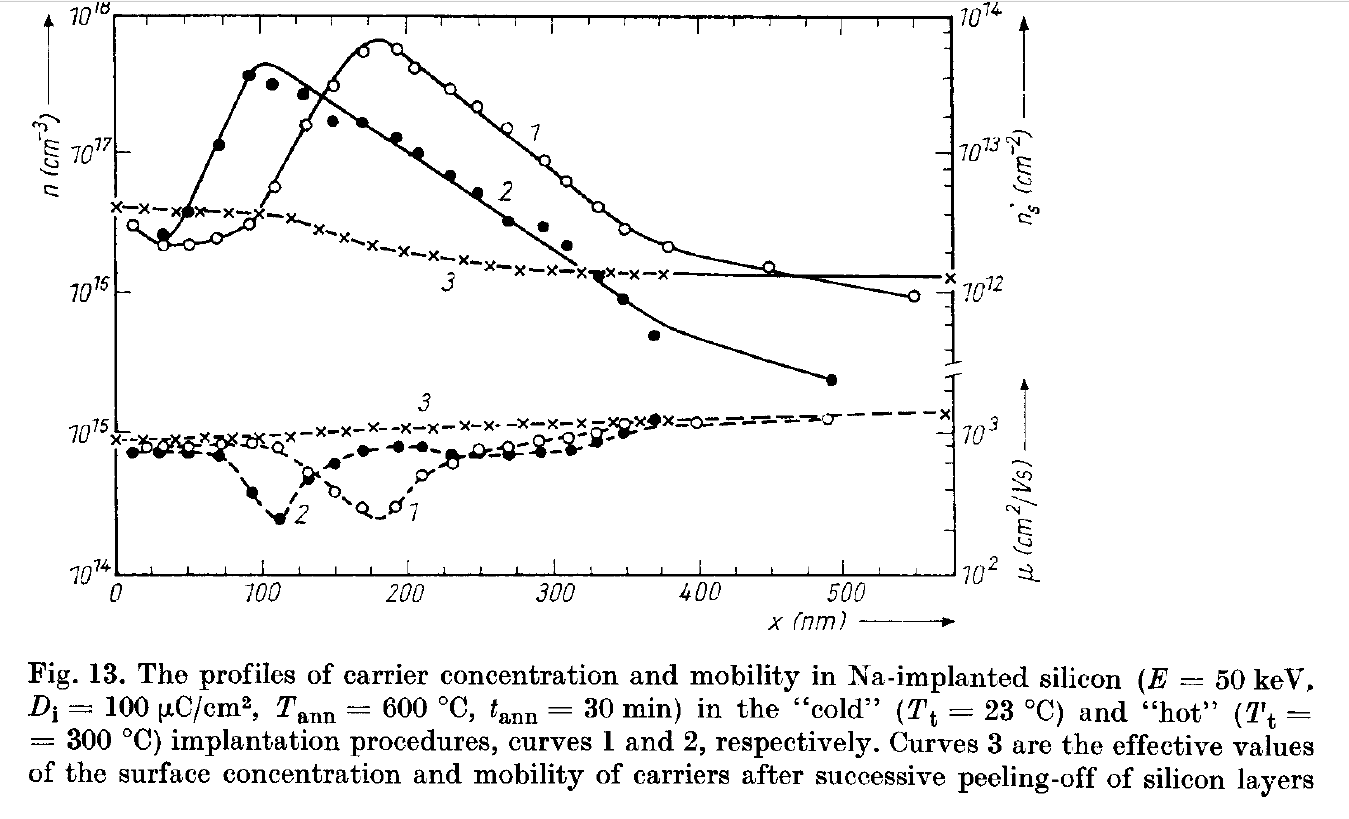 10^18
10^14
n (cm^-3)
n_s' (cm^-2)
1
10^17
10^13
2
3
10^16
10^12
3
10^15
10^3
μ (cm^2/Vs)
2
1
10^14
10^2
0 100 200 300 400 500
x (nm)
Fig. 13. The profiles of carrier concentration and mobility in Na-implanted silicon (E = 50 keV,
D_i = 100 μC/cm², T_ann = 600 °C, t_ann = 30 min) in the “cold” (T_t = 23 °C) and “hot” (T_t =
= 300 °C) implantation procedures, curves 1 and 2, respectively. Curves 3 are the effective values
of the surface concentration and mobility of carriers after successive peeling-off of silicon layers